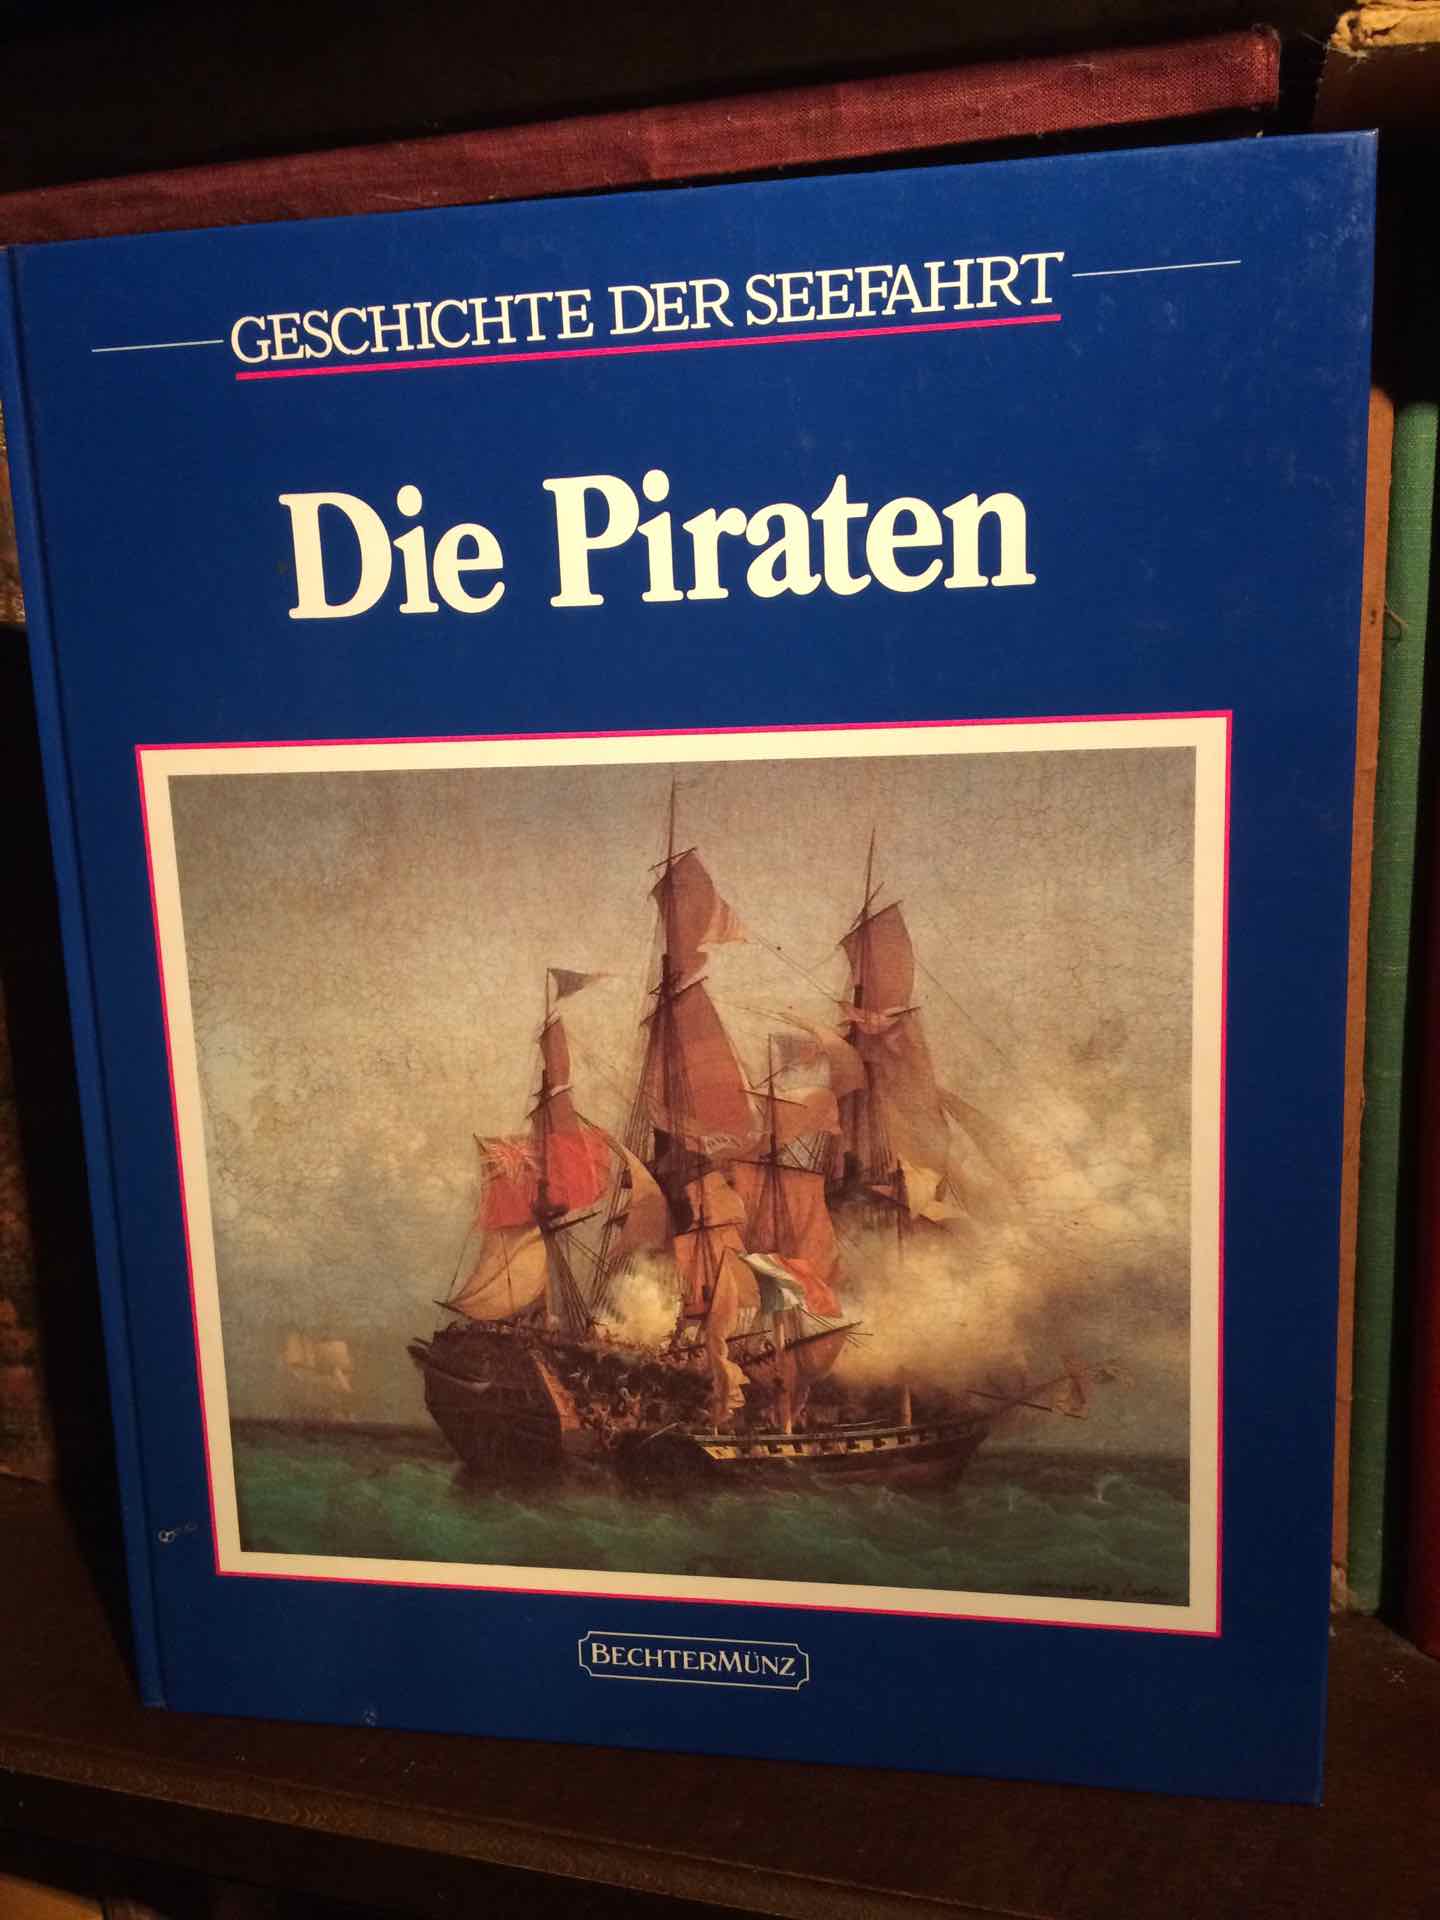 GESCHICHTE DER SEEFAHRT
Die Piraten
BECHTERMÜNZ